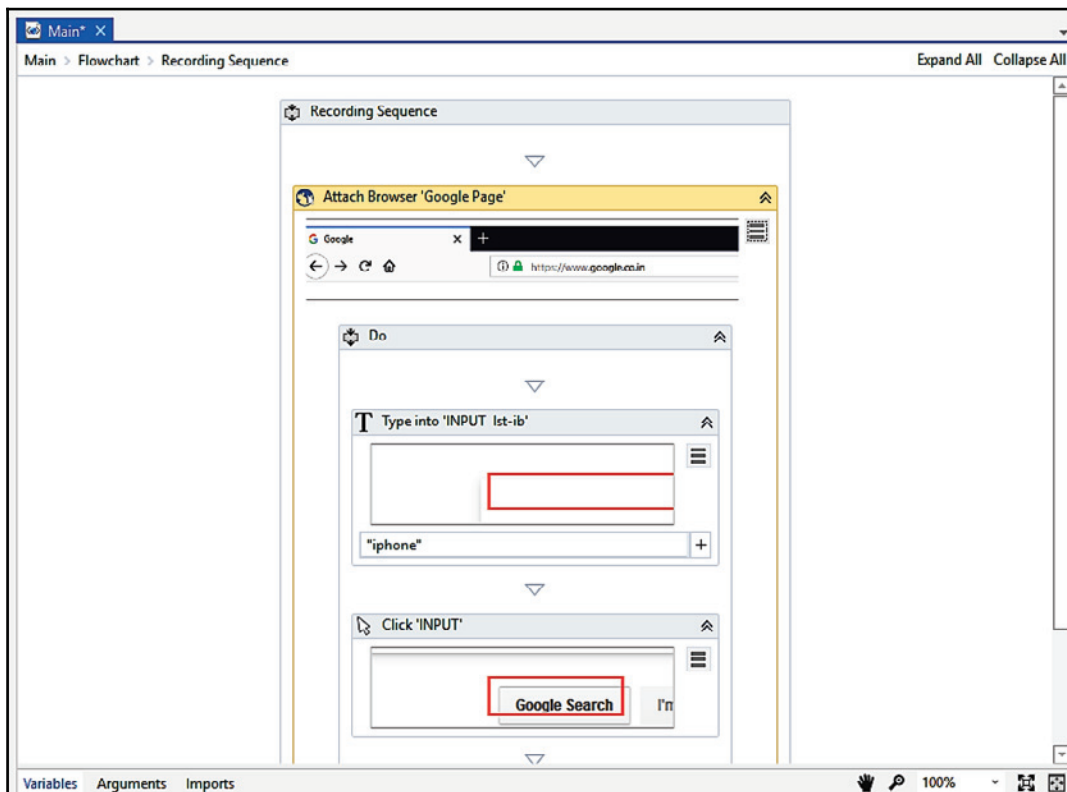 Main*
Main > Flowchart > Recording Sequence Expand All Collapse All
Recording Sequence
Attach Browser 'Google Page'
G Google
https://www.google.co.in
Do
T Type into 'INPUT lst-ib'
"iphone"
Click 'INPUT'
Google Search I'm
Variables Arguments Imports 100%